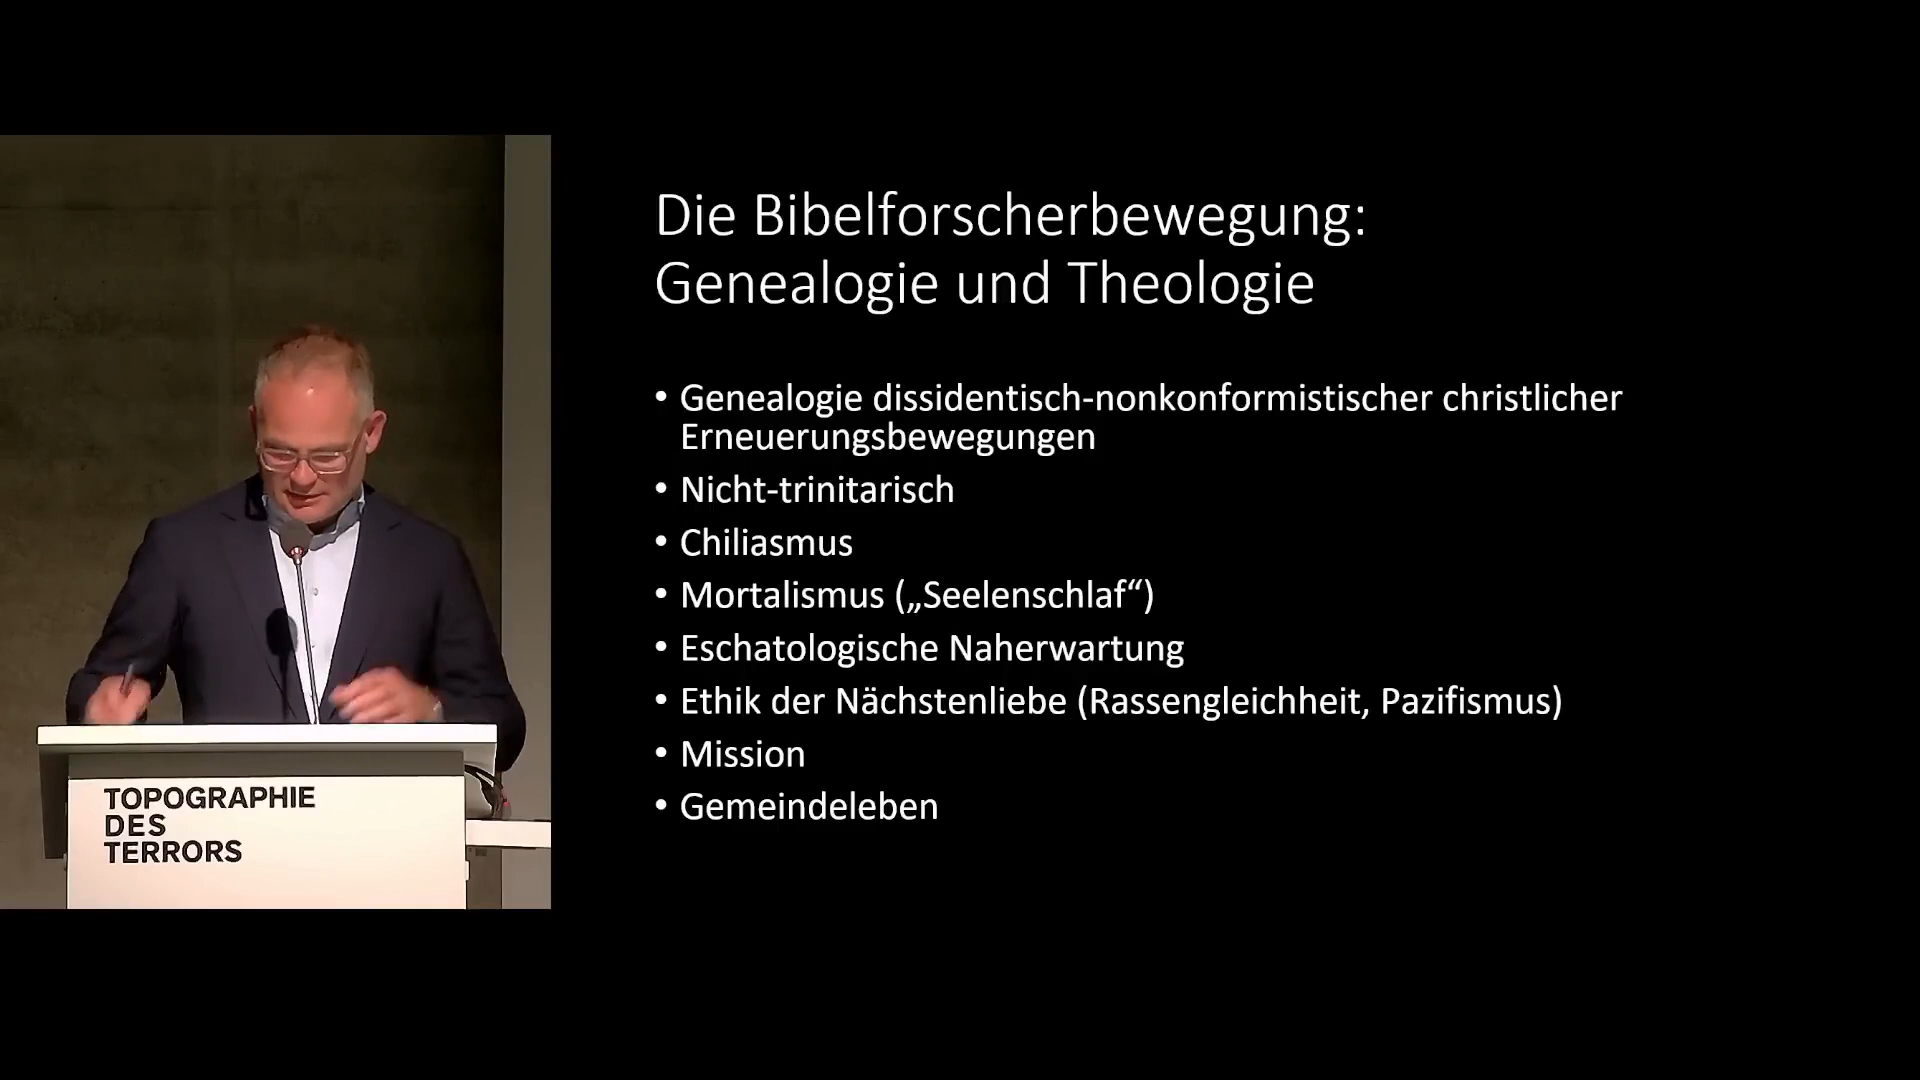 Die Bibelforscherbewegung:
Genealogie und Theologie
• Genealogie dissidentisch-nonkonformistischer christlicher
Erneuerungsbewegungen
• Nicht-trinitarisch
• Chiliasmus
• Mortalismus („Seelenschlaf“)
• Eschatologische Naherwartung
• Ethik der Nächstenliebe (Rassengleichheit, Pazifismus)
• Mission
• Gemeindeleben
TOPOGRAPHIE
DES
TERRORS